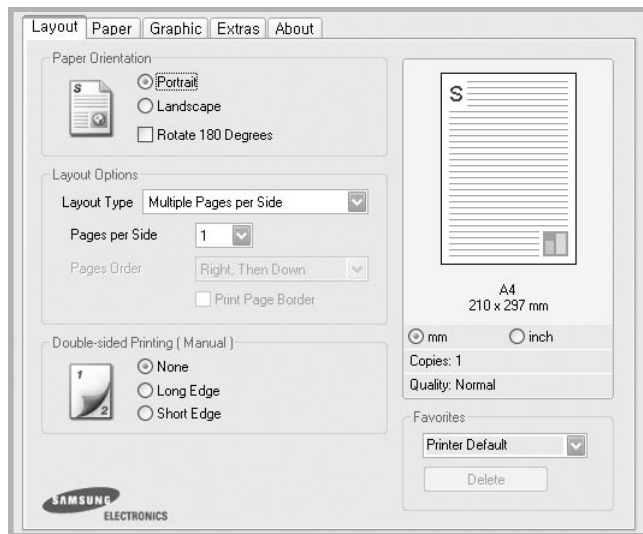 Layout Paper Graphic Extras About
Paper Orientation
S
Portrait
Landscape
Rotate 180 Degrees
Layout Options
Layout Type Multiple Pages per Side
Pages per Side 1
Pages Order Right, Then Down
Print Page Border
Double-sided Printing ( Manual )
1
2
None
Long Edge
Short Edge
SAMSUNG
ELECTRONICS
S
A4
210 x 297 mm
mm inch
Copies: 1
Quality: Normal
Favorites
Printer Default
Delete